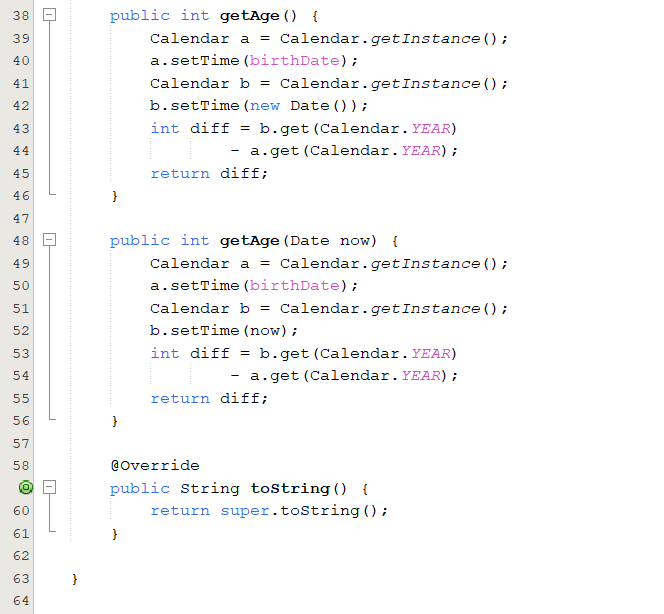 38 public int getAge() {
39 Calendar a = Calendar.getInstance();
40 a.setTime(birthDate);
41 Calendar b = Calendar.getInstance();
42 b.setTime(new Date());
43 int diff = b.get(Calendar.YEAR)
44 - a.get(Calendar.YEAR);
45 return diff;
46 }
47
48 public int getAge(Date now) {
49 Calendar a = Calendar.getInstance();
50 a.setTime(birthDate);
51 Calendar b = Calendar.getInstance();
52 b.setTime(now);
53 int diff = b.get(Calendar.YEAR)
54 - a.get(Calendar.YEAR);
55 return diff;
56 }
57
58 @Override
public String toString() {
60 return super.toString();
61 }
62
63 }
64